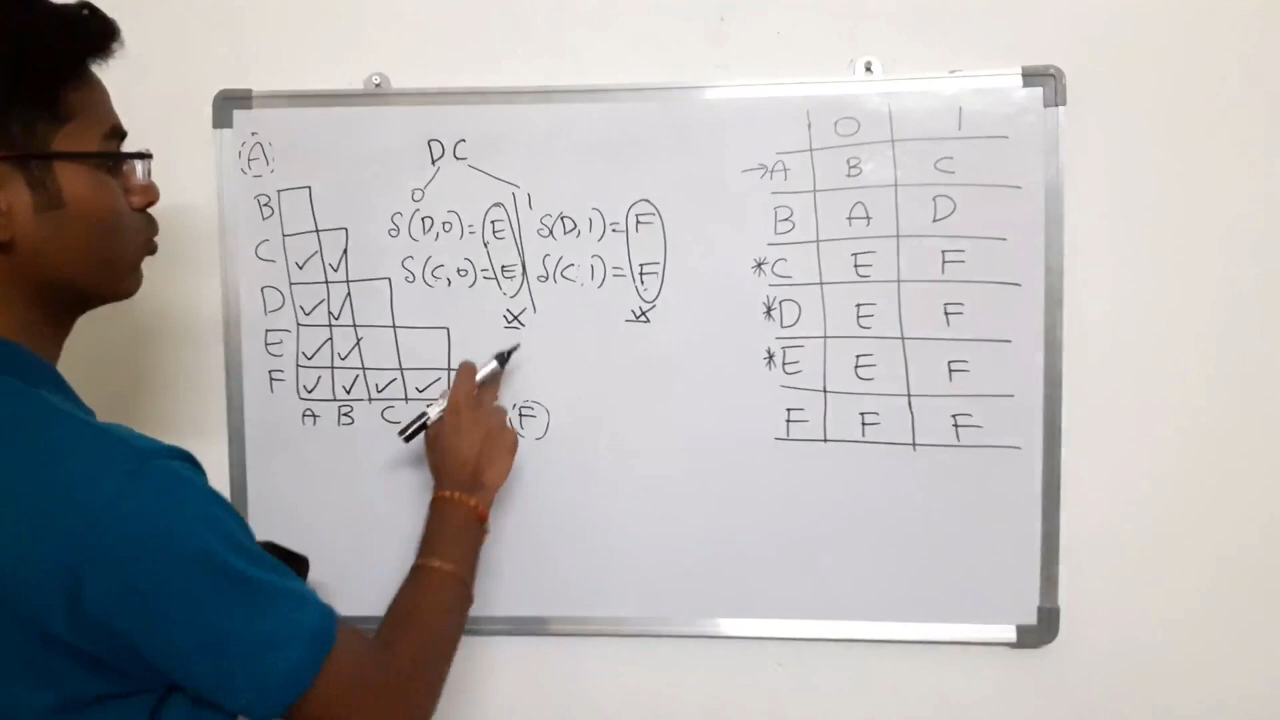 A
DC
0 1
B
δ(D,0)=E δ(D,1)=F
C ✓ ✓
δ(C,0)=E δ(C,1)=F
D ✓ ✓
E ✓ ✓
F ✓ ✓ ✓ ✓
A B C F
0 1
→A B C
B A D
*C E F
*D E F
*E E F
F F F